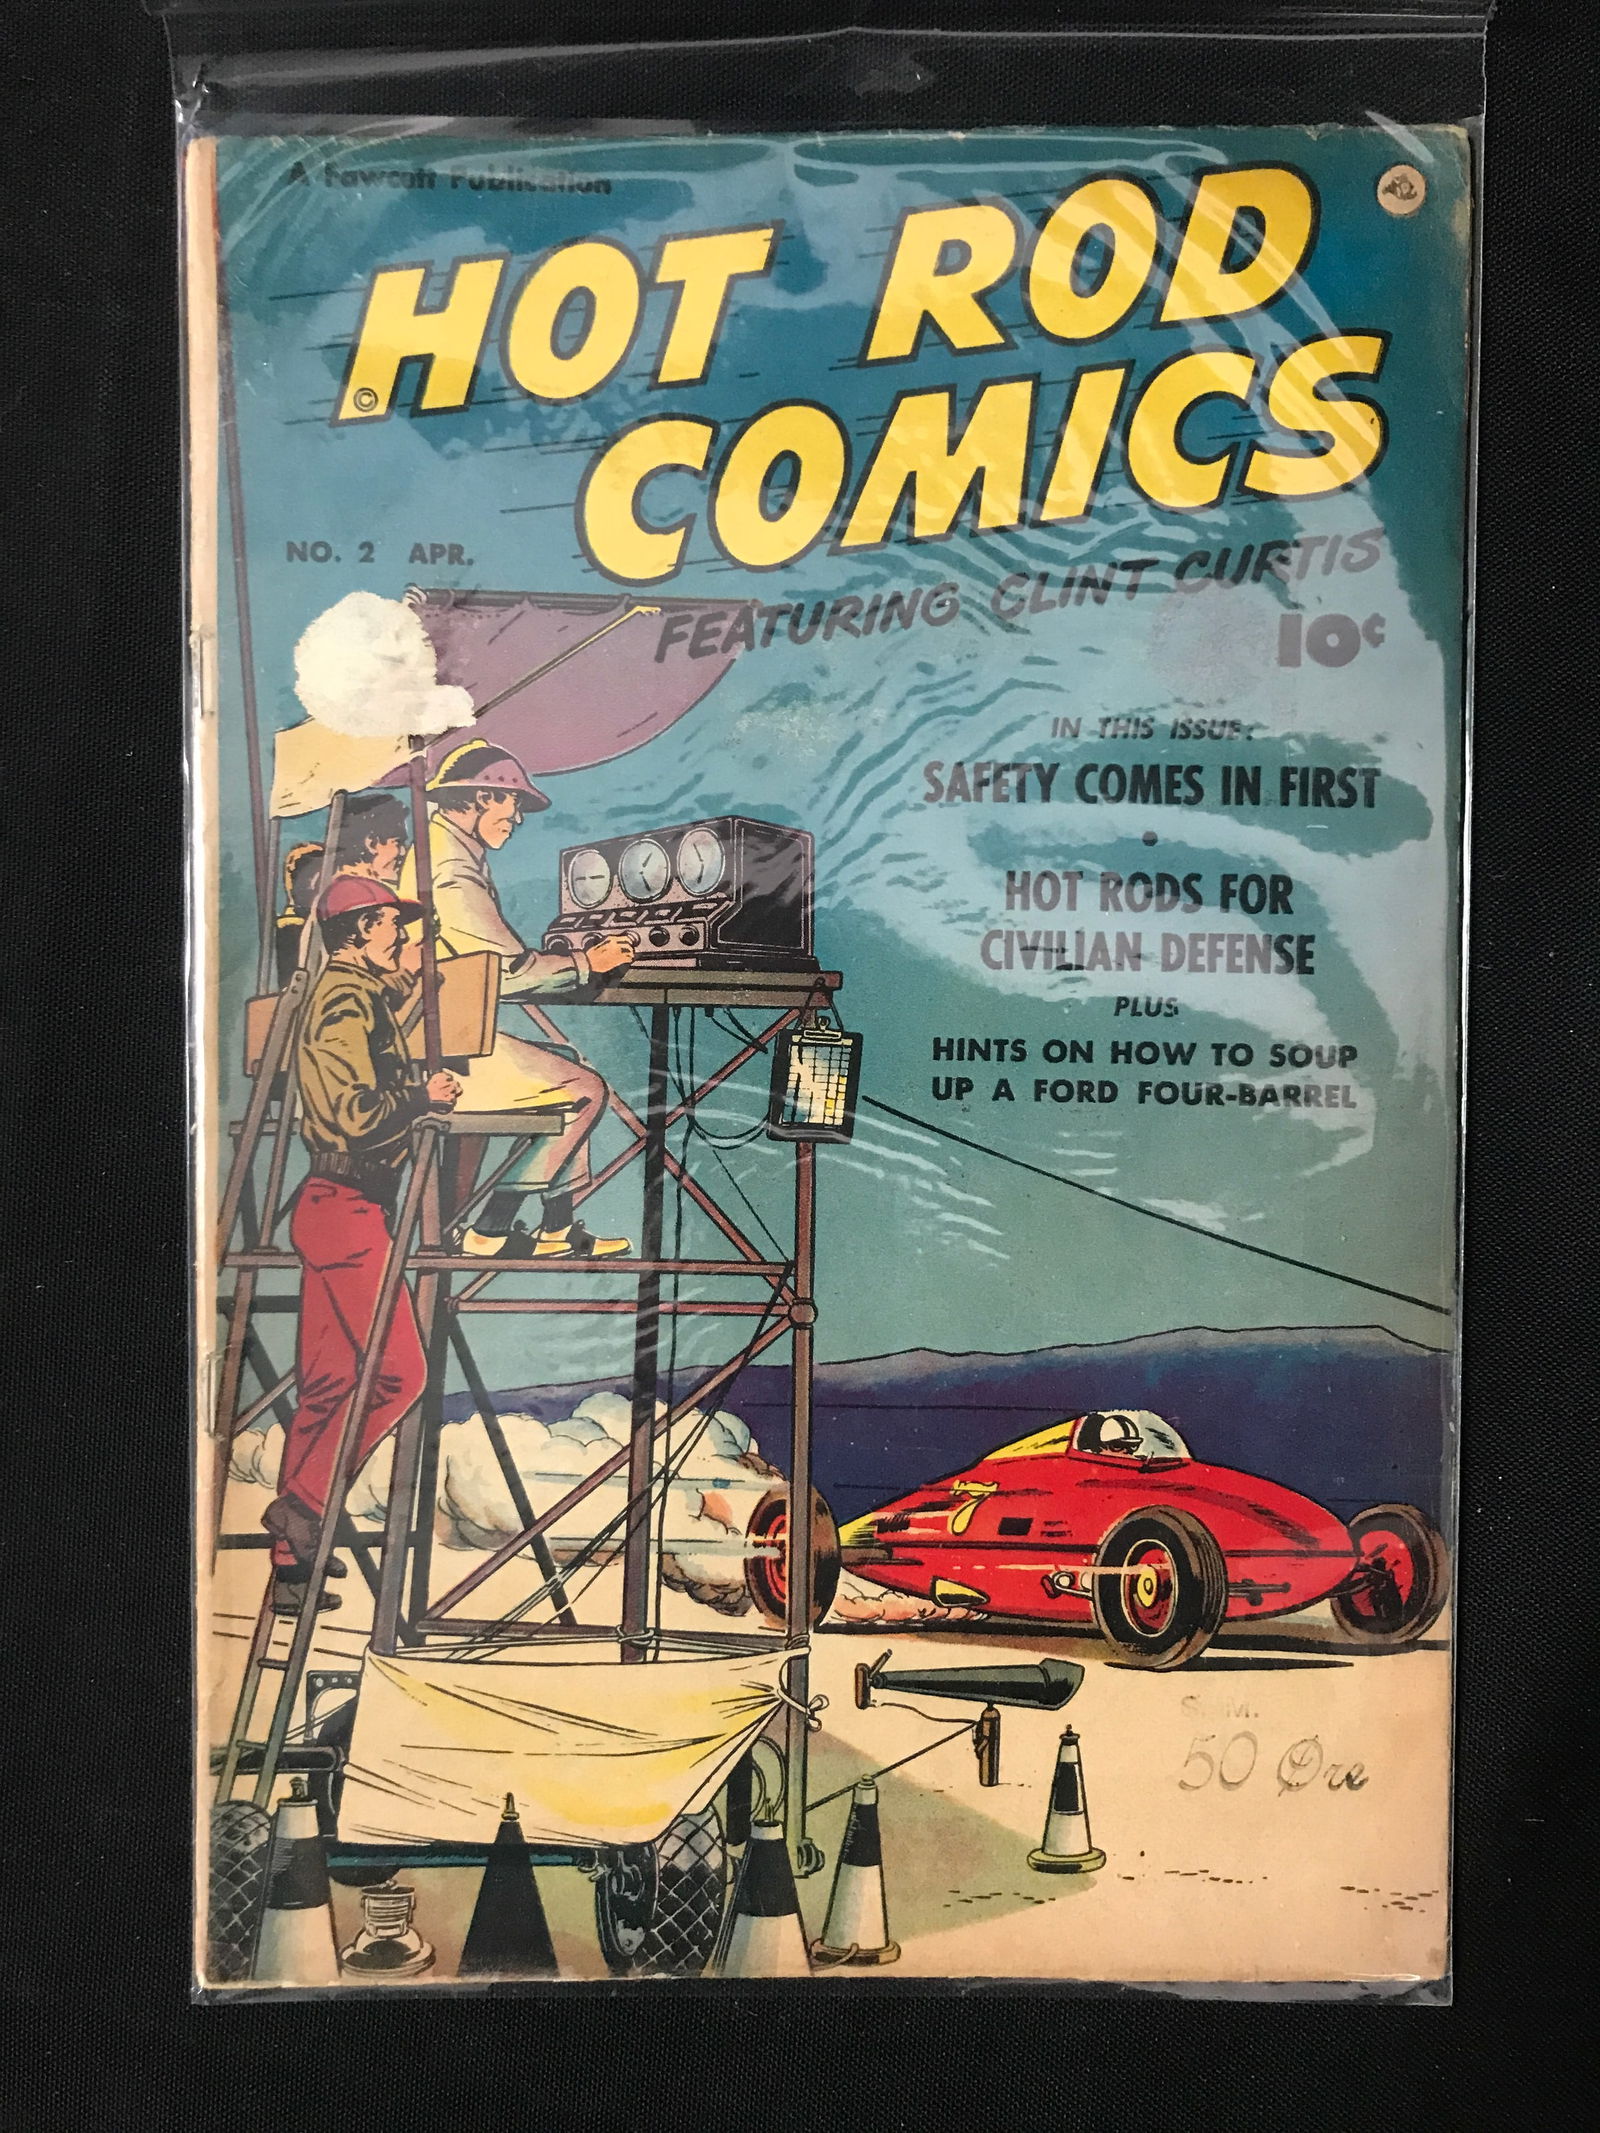 A Fawcett Publication
HOT ROD
COMICS
©
NO. 2 APR.
FEATURING CLINT CURTIS
10¢
IN THIS ISSUE:
SAFETY COMES IN FIRST
•
HOT RODS FOR
CIVILIAN DEFENSE
PLUS
HINTS ON HOW TO SOUP
UP A FORD FOUR-BARREL
7
50 Øre